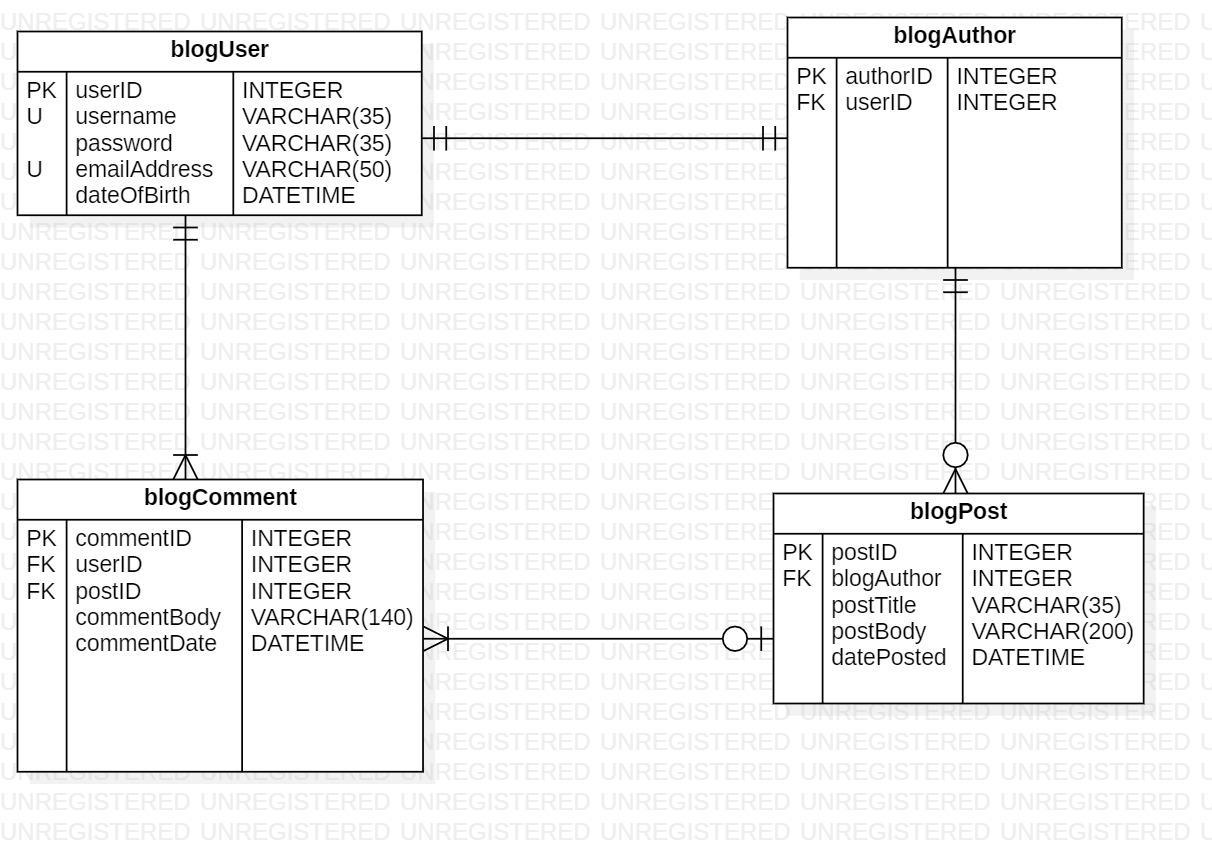 blogUser
PK userID INTEGER
U username VARCHAR(35)
password VARCHAR(35)
U emailAddress VARCHAR(50)
dateOfBirth DATETIME
blogAuthor
PK authorID INTEGER
FK userID INTEGER
blogComment
PK commentID INTEGER
FK userID INTEGER
FK postID INTEGER
commentBody VARCHAR(140)
commentDate DATETIME
blogPost
PK postID INTEGER
FK blogAuthor INTEGER
postTitle VARCHAR(35)
postBody VARCHAR(200)
datePosted DATETIME
UNREGISTERED UNREGISTERED UNREGISTERED UNREGISTERED UNREGISTERED UNREGISTERED